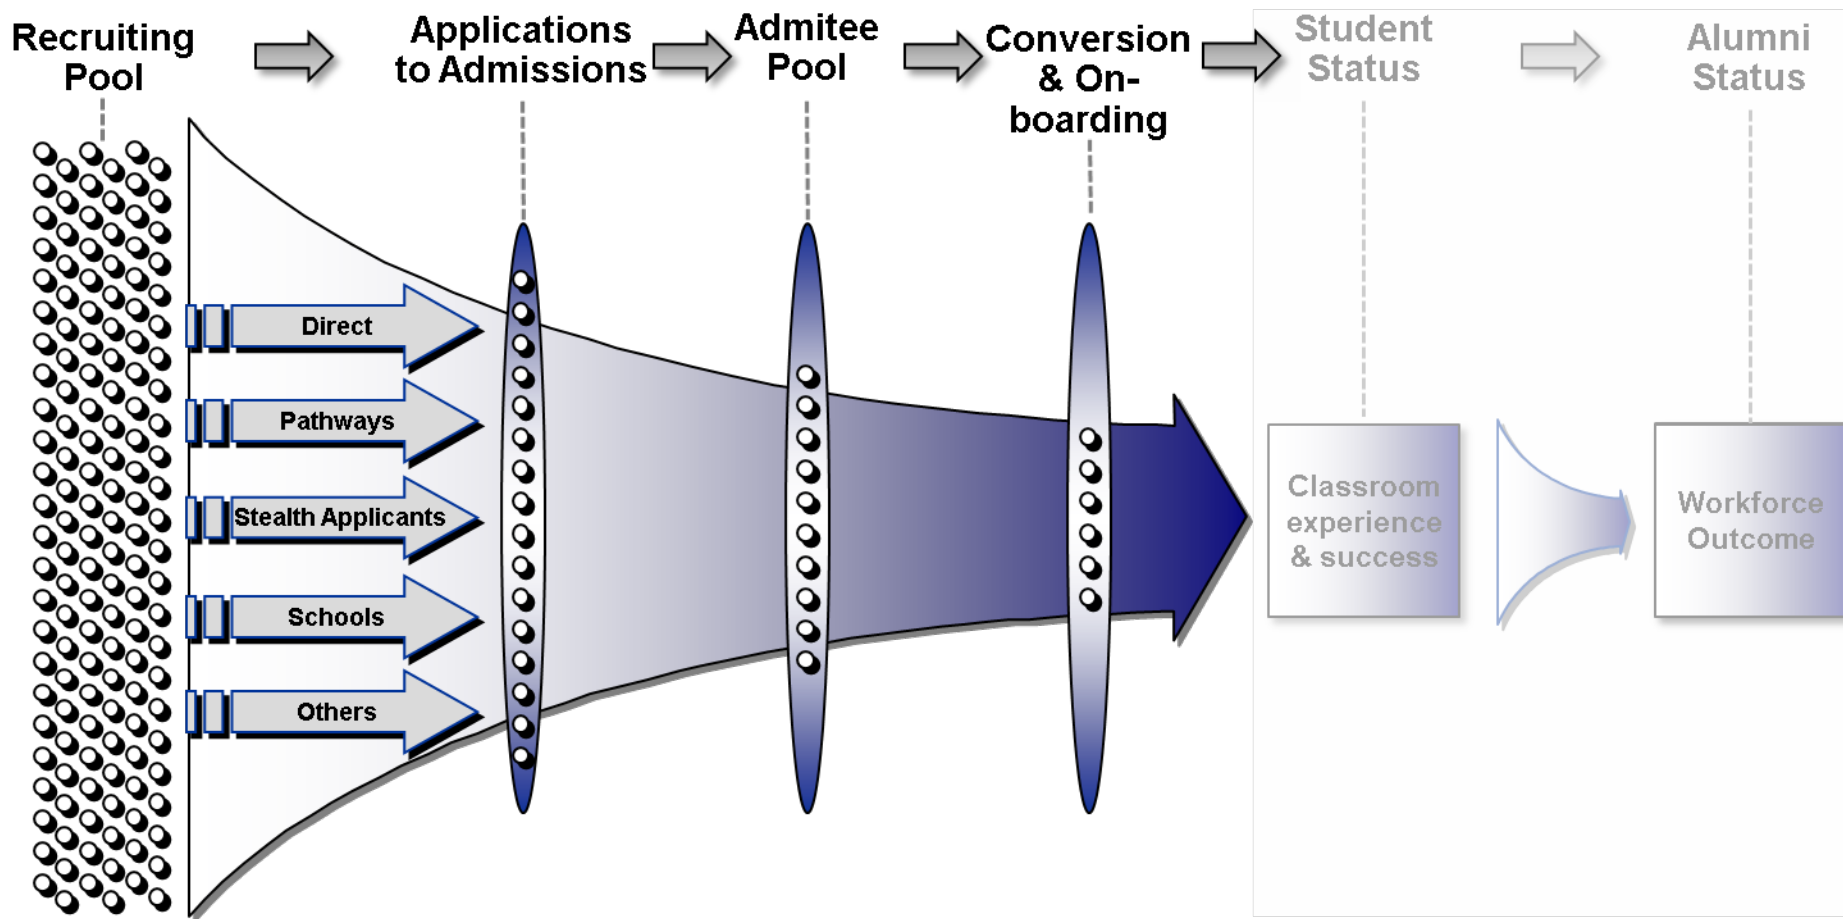 Recruiting
Pool
Applications
to Admissions
Admitee
Pool
Conversion
& On-
boarding
Student
Status
Alumni
Status
Direct
Pathways
Stealth Applicants
Schools
Others
Classroom
experience
& success
Workforce
Outcome